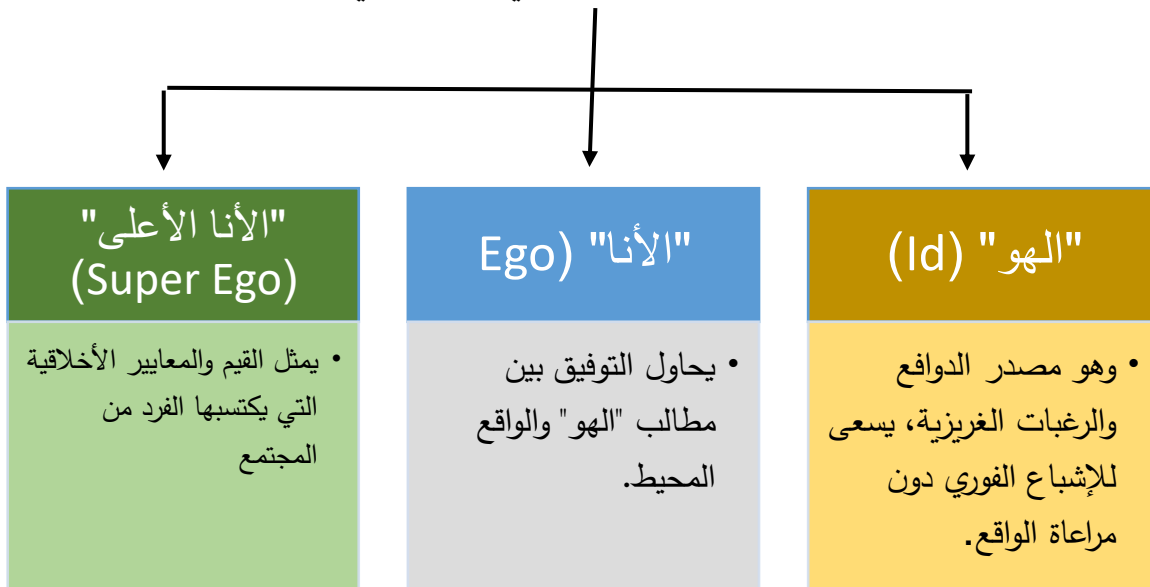 "الهو" (Id)
• وهو مصدر الدوافع
والرغبات الغريزية، يسعى
للإشباع الفوري دون
مراعاة الواقع.
"الأنا" (Ego
• يحاول التوفيق بين
مطالب "الهو" والواقع
المحيط.
"الأنا الأعلى"
(Super Ego)
• يمثل القيم والمعايير الأخلاقية
التي يكتسبها الفرد من
المجتمع